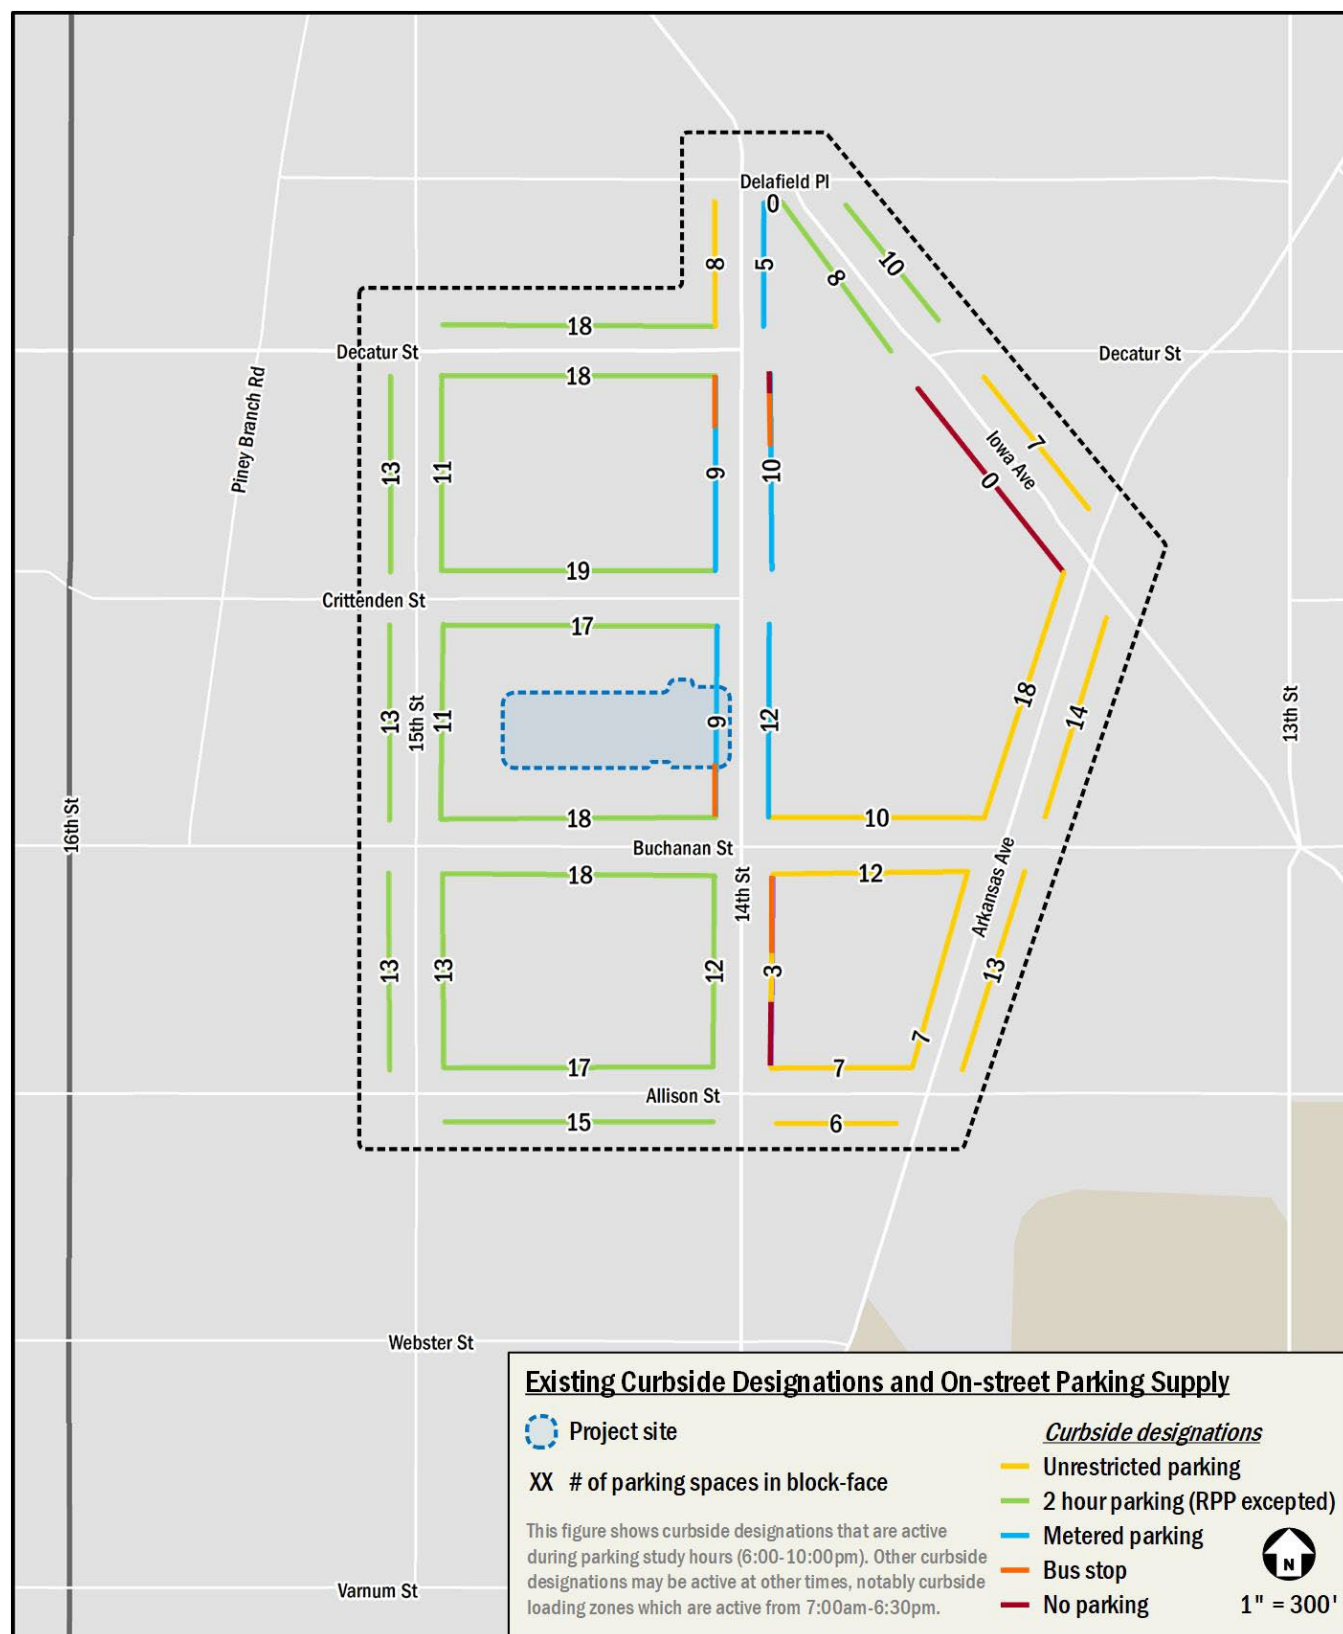 Delafield Pl
0
8
5
8
10
18
Decatur St
Decatur St
18
Piney Branch Rd
13
11
9
10
7
Iowa Ave
0
19
Crittenden St
17
13
15th St
11
9
12
18
14
13th St
16th St
18
10
Buchanan St
18
12
14th St
Arkansas Ave
13
13
12
3
13
7
17
7
Allison St
15
6
Webster St
Varnum St
Existing Curbside Designations and On-street Parking Supply
Project site
XX # of parking spaces in block-face
This figure shows curbside designations that are active
during parking study hours (6:00-10:00pm). Other curbside
designations may be active at other times, notably curbside
loading zones which are active from 7:00am-6:30pm.
Curbside designations
Unrestricted parking
2 hour parking (RPP excepted)
Metered parking
Bus stop
No parking
N
1" = 300'